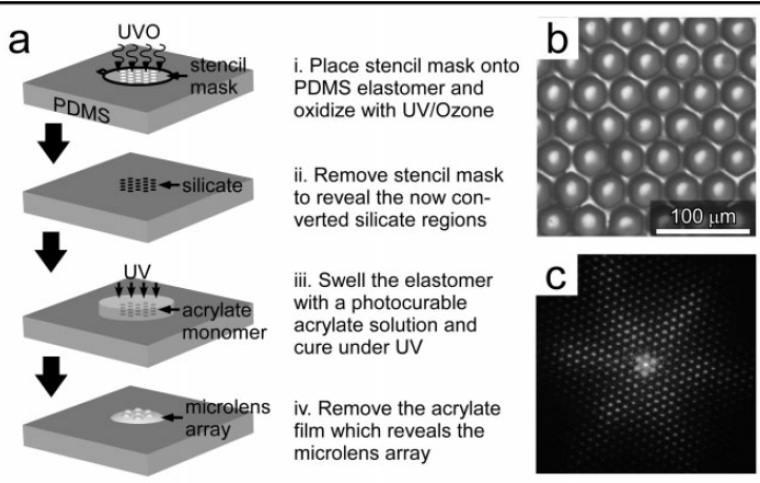 a
UVO
stencil
mask
PDMS
i. Place stencil mask onto
PDMS elastomer and
oxidize with UV/Ozone
silicate
ii. Remove stencil mask
to reveal the now con-
verted silicate regions
UV
acrylate
monomer
iii. Swell the elastomer
with a photocurable
acrylate solution and
cure under UV
microlens
array
iv. Remove the acrylate
film which reveals the
microlens array
b
100 μm
c